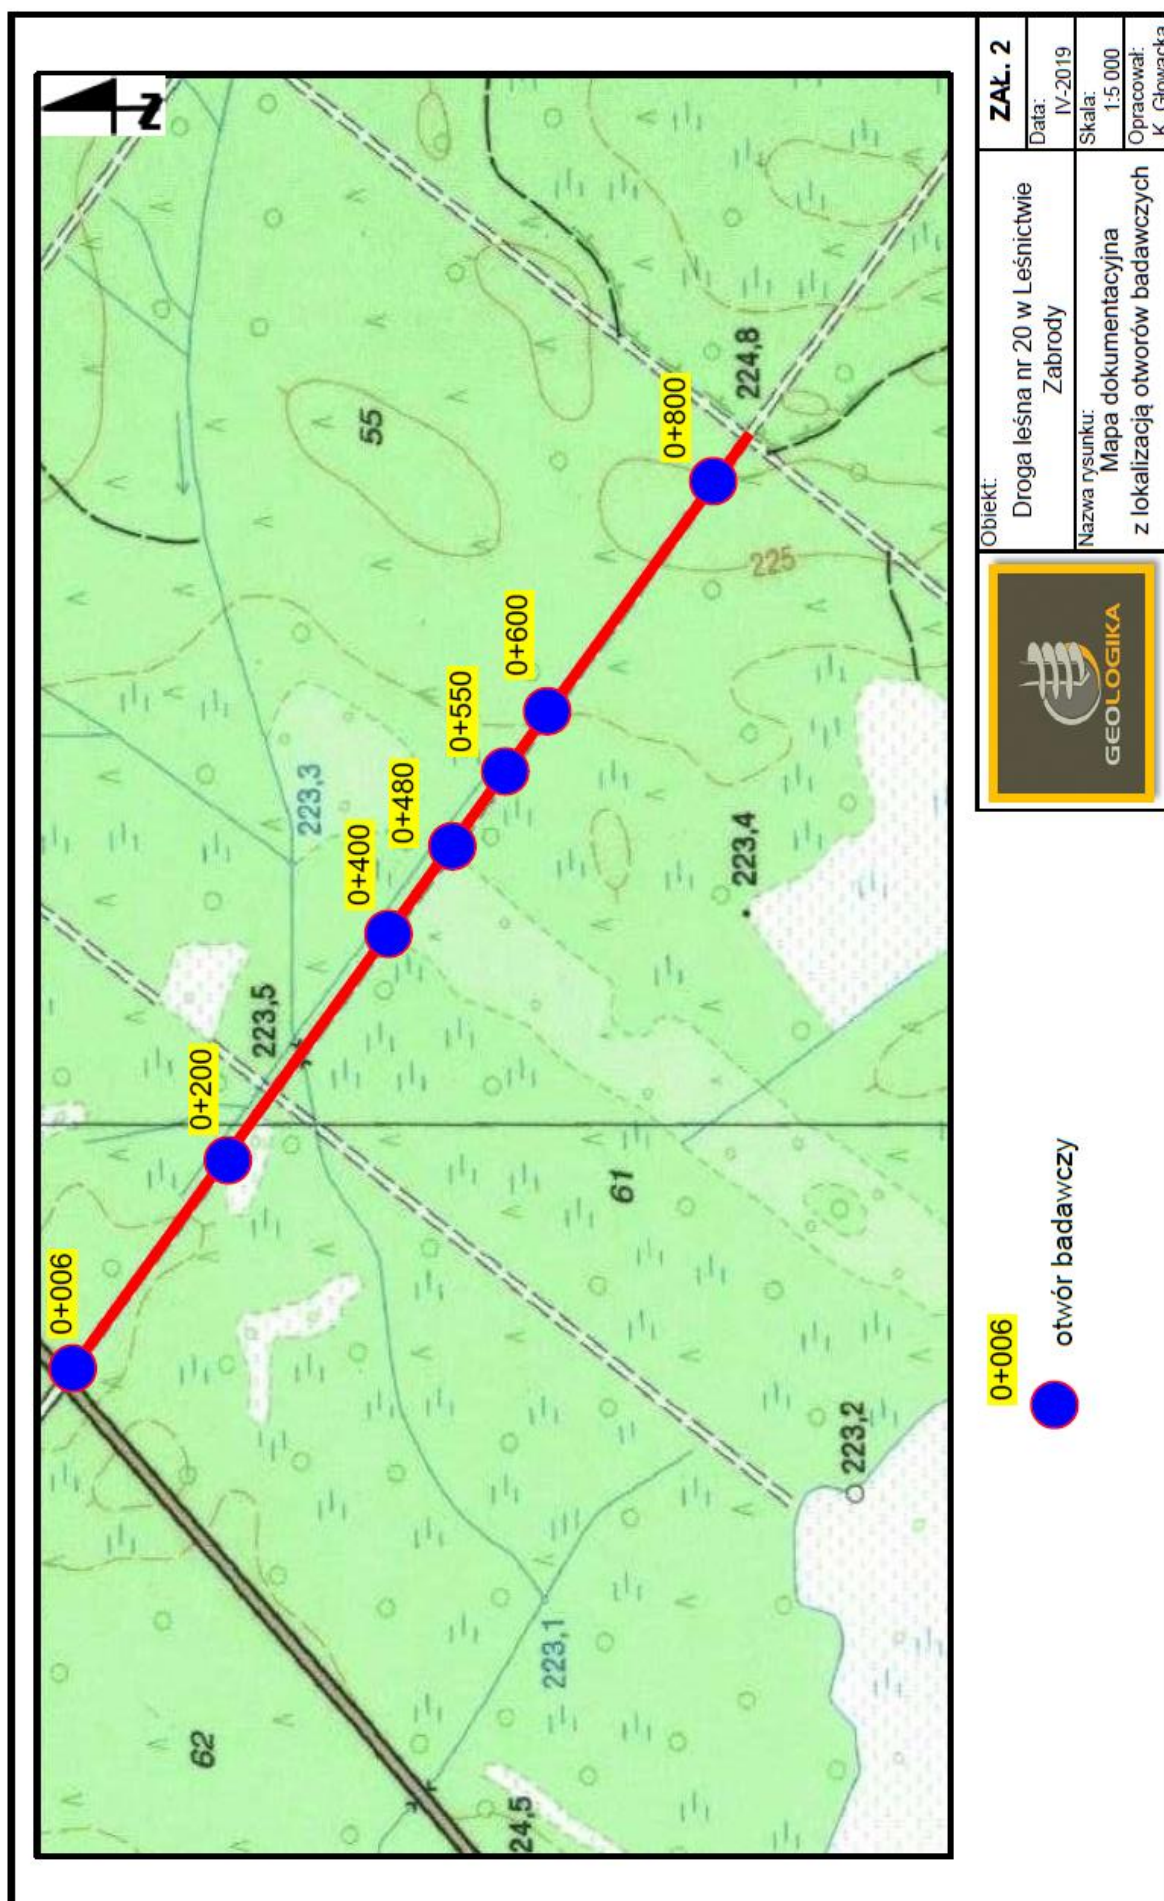 N
62
24,5
223,1
223,2
0+006
0+200
223,5
61
0+400
0+480
223,3
0+550
0+600
223,4
55
225
0+800
224,8
0+006
otwór badawczy
GEOLOGIKA
Obiekt:
Droga leśna nr 20 w Leśnictwie
Zabrody
Nazwa rysunku:
Mapa dokumentacyjna
z lokalizacją otworów badawczych
ZAŁ. 2
Data:
IV-2019
Skala:
1:5 000
Opracował:
K. Głowacka